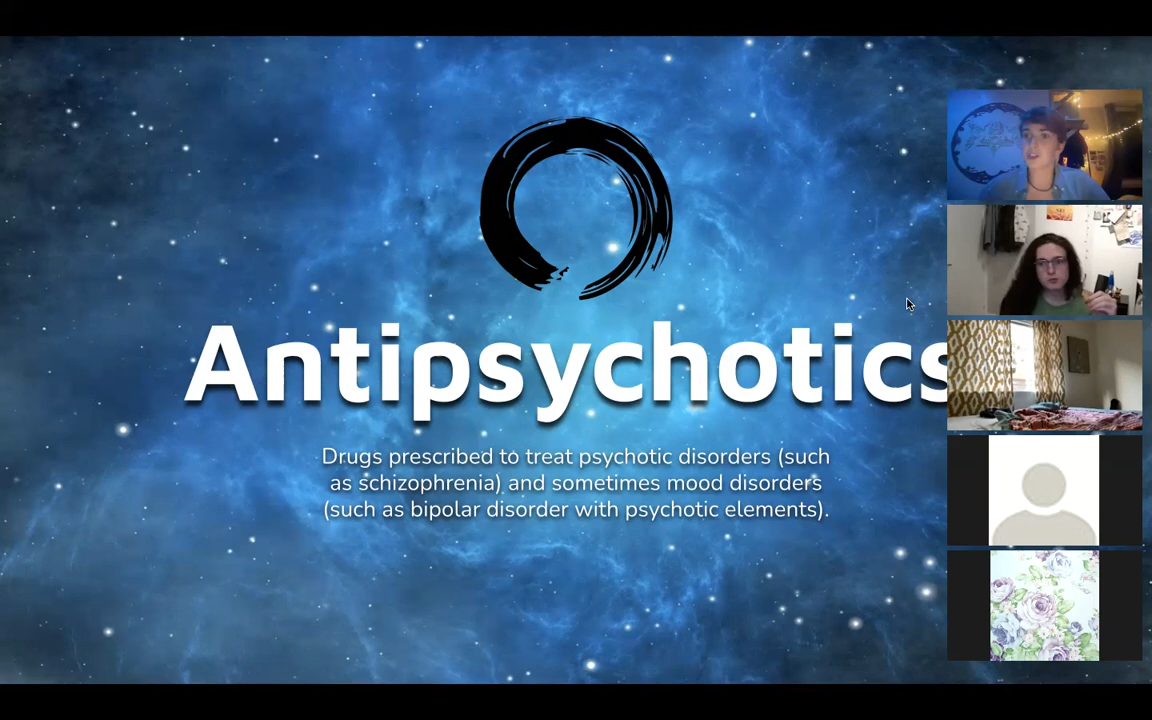 Antipsychotics
Drugs prescribed to treat psychotic disorders (such
as schizophrenia) and sometimes mood disorders
(such as bipolar disorder with psychotic elements).